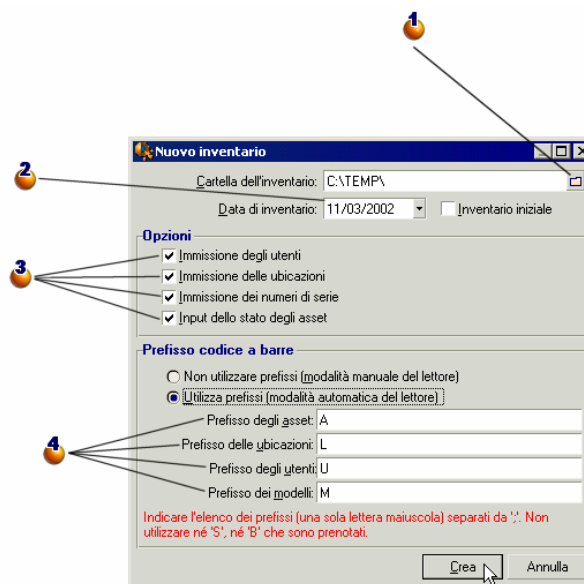 1
Nuovo inventario
2
Cartella dell'inventario: C:\TEMP\
Data di inventario: 11/03/2002 Inventario iniziale
Opzioni
3
Immissione degli utenti
Immissione delle ubicazioni
Immissione dei numeri di serie
Input dello stato degli asset
Prefisso codice a barre
Non utilizzare prefissi (modalità manuale del lettore)
Utilizza prefissi (modalità automatica del lettore)
4
Prefisso degli asset: A
Prefisso delle ubicazioni: L
Prefisso degli utenti: U
Prefisso dei modelli: M
Indicare l'elenco dei prefissi (una sola lettera maiuscola) separati da ';'. Non
utilizzare né 'S', né 'B' che sono prenotati.
Crea Annulla